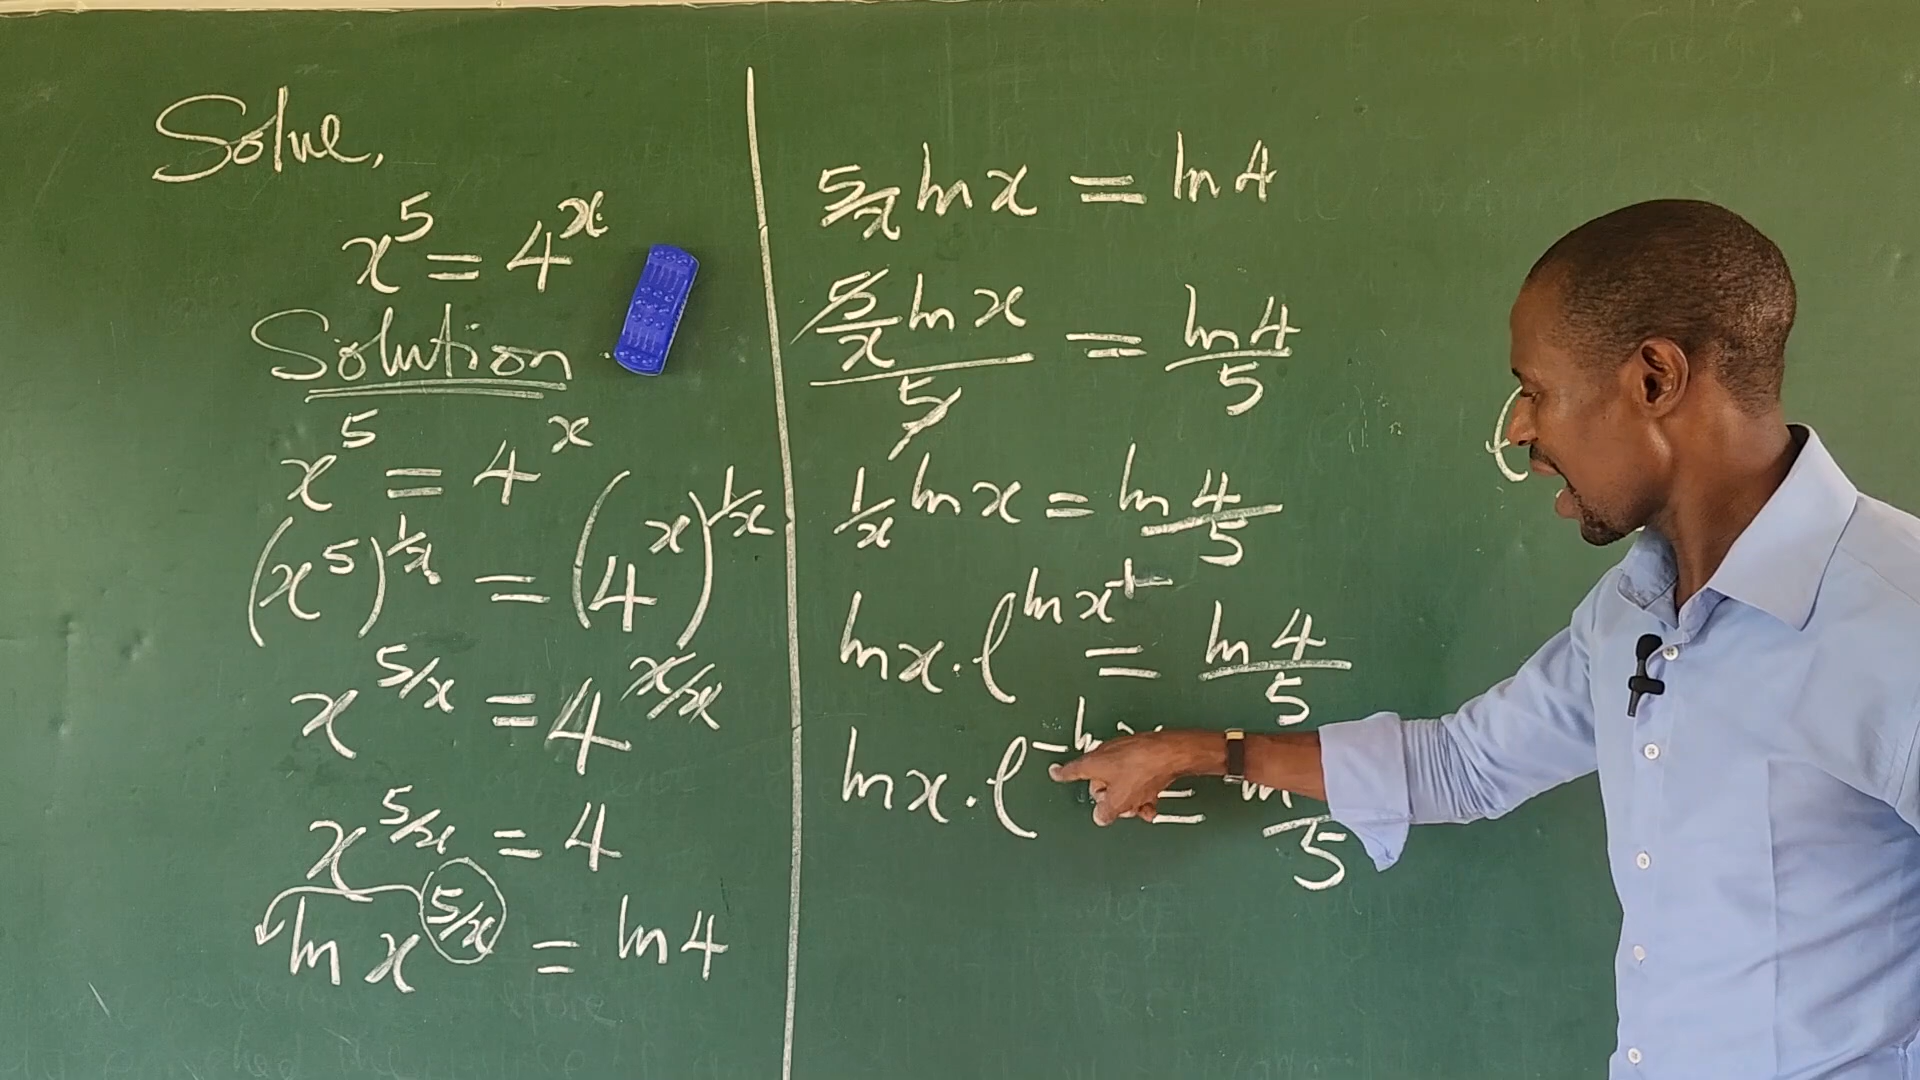 Solve,
x⁵ = 4ˣ
Solution
x⁵ = 4ˣ
(x⁵)^(1/x) = (4ˣ)^(1/x)
x^(5/x) = 4^(x/x)
x^(5/x) = 4
ln x^(5/x) = ln 4
5/x ln x = ln 4
(5/x ln x)/5 = ln 4/5
1/x ln x = ln 4/5
ln x . e^(ln x⁻¹) = ln 4/5
ln x . e^(-ln = /5